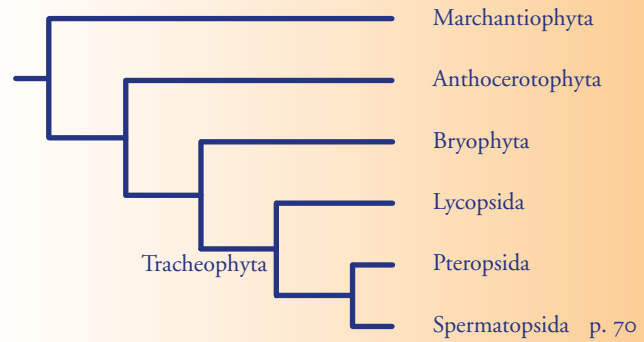 Marchantiophyta
Anthocerotophyta
Bryophyta
Lycopsida
Tracheophyta
Pteropsida
Spermatopsida p. 70